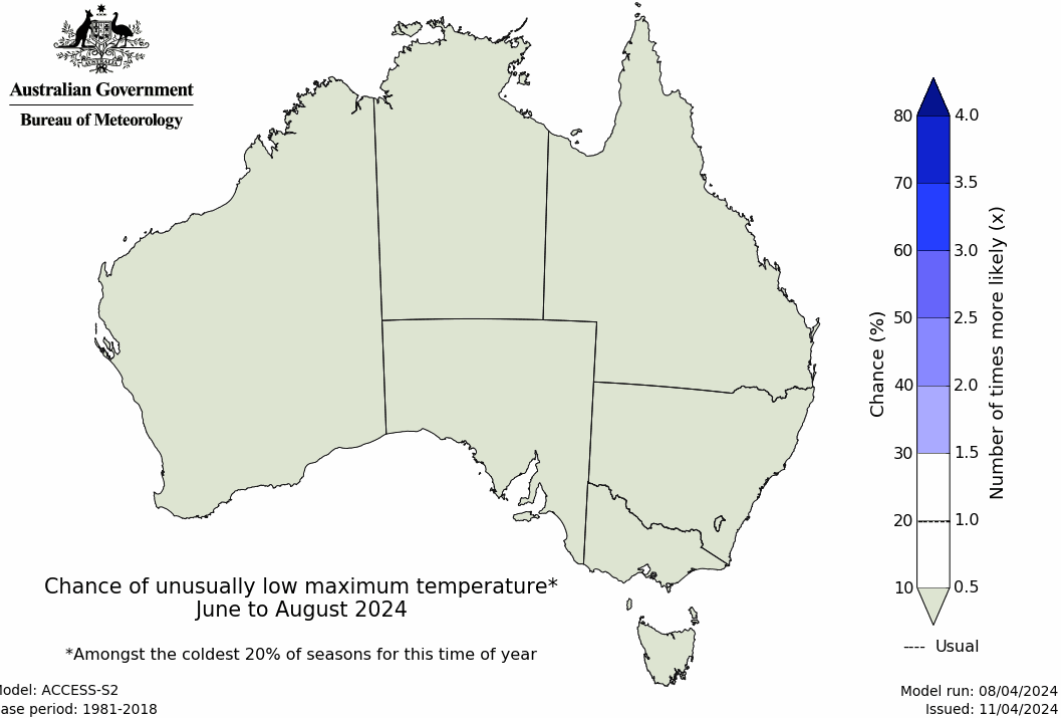 Australian Government
Bureau of Meteorology
80
70
60
50
40
30
20
10
Chance (%)
4.0
3.5
3.0
2.5
2.0
1.5
1.0
0.5
Number of times more likely (x)
---- Usual
Chance of unusually low maximum temperature*
June to August 2024
*Amongst the coldest 20% of seasons for this time of year
Model: ACCESS-S2
ase period: 1981-2018
Model run: 08/04/2024
Issued: 11/04/2024